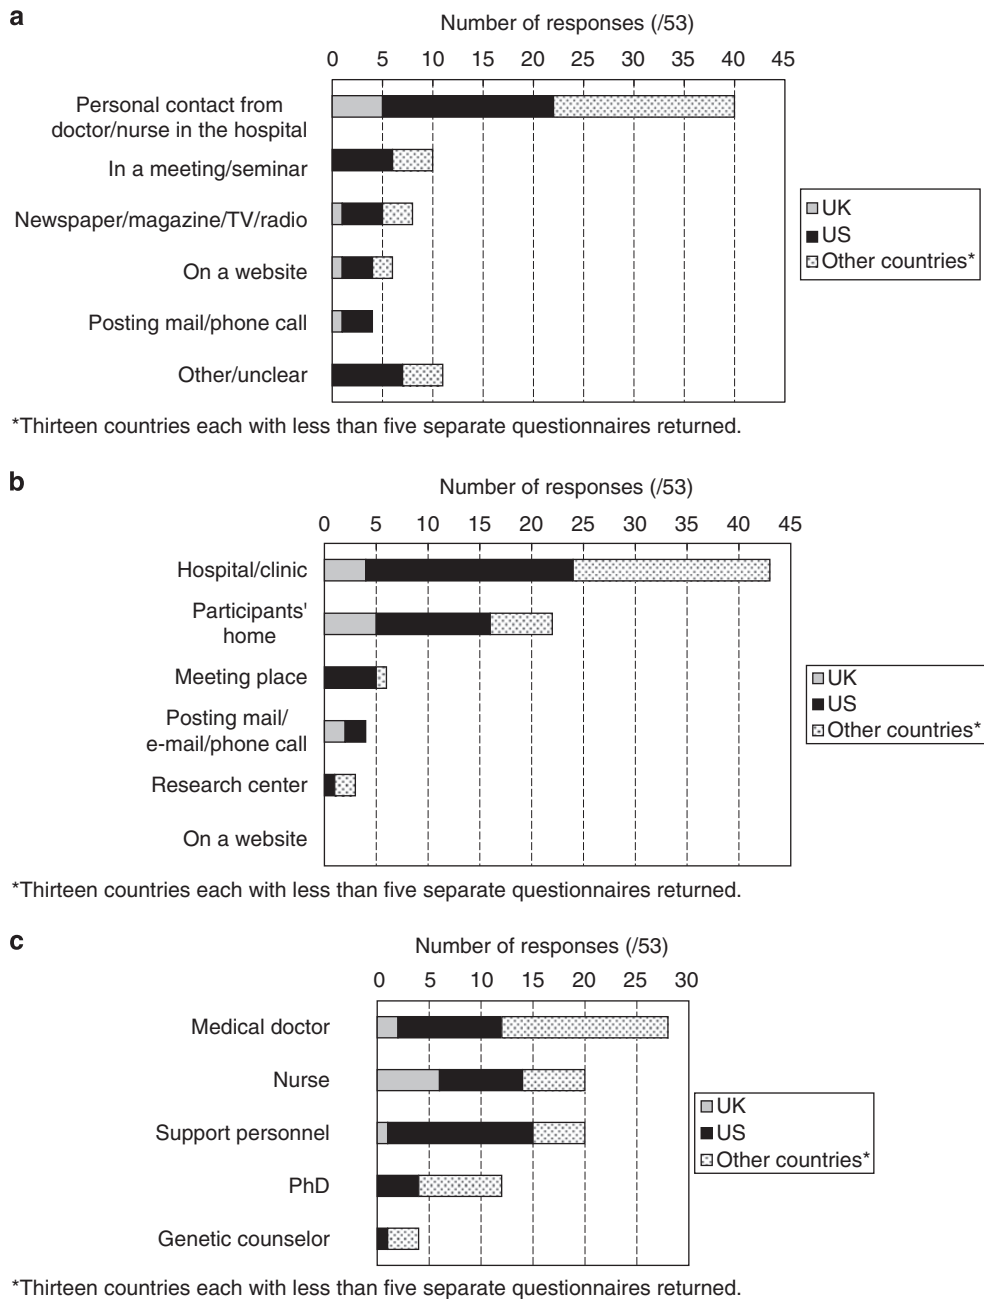 a
Number of responses (/53)
0 5 10 15 20 25 30 35 40 45
Personal contact from
doctor/nurse in the hospital
In a meeting/seminar
Newspaper/magazine/TV/radio
On a website
Posting mail/phone call
Other/unclear
UK
US
Other countries*
*Thirteen countries each with less than five separate questionnaires returned.
b
Number of responses (/53)
0 5 10 15 20 25 30 35 40 45
Hospital/clinic
Participants'
home
Meeting place
Posting mail/
e-mail/phone call
Research center
On a website
UK
US
Other countries*
*Thirteen countries each with less than five separate questionnaires returned.
c
Number of responses (/53)
0 5 10 15 20 25 30
Medical doctor
Nurse
Support personnel
PhD
Genetic counselor
UK
US
Other countries*
*Thirteen countries each with less than five separate questionnaires returned.